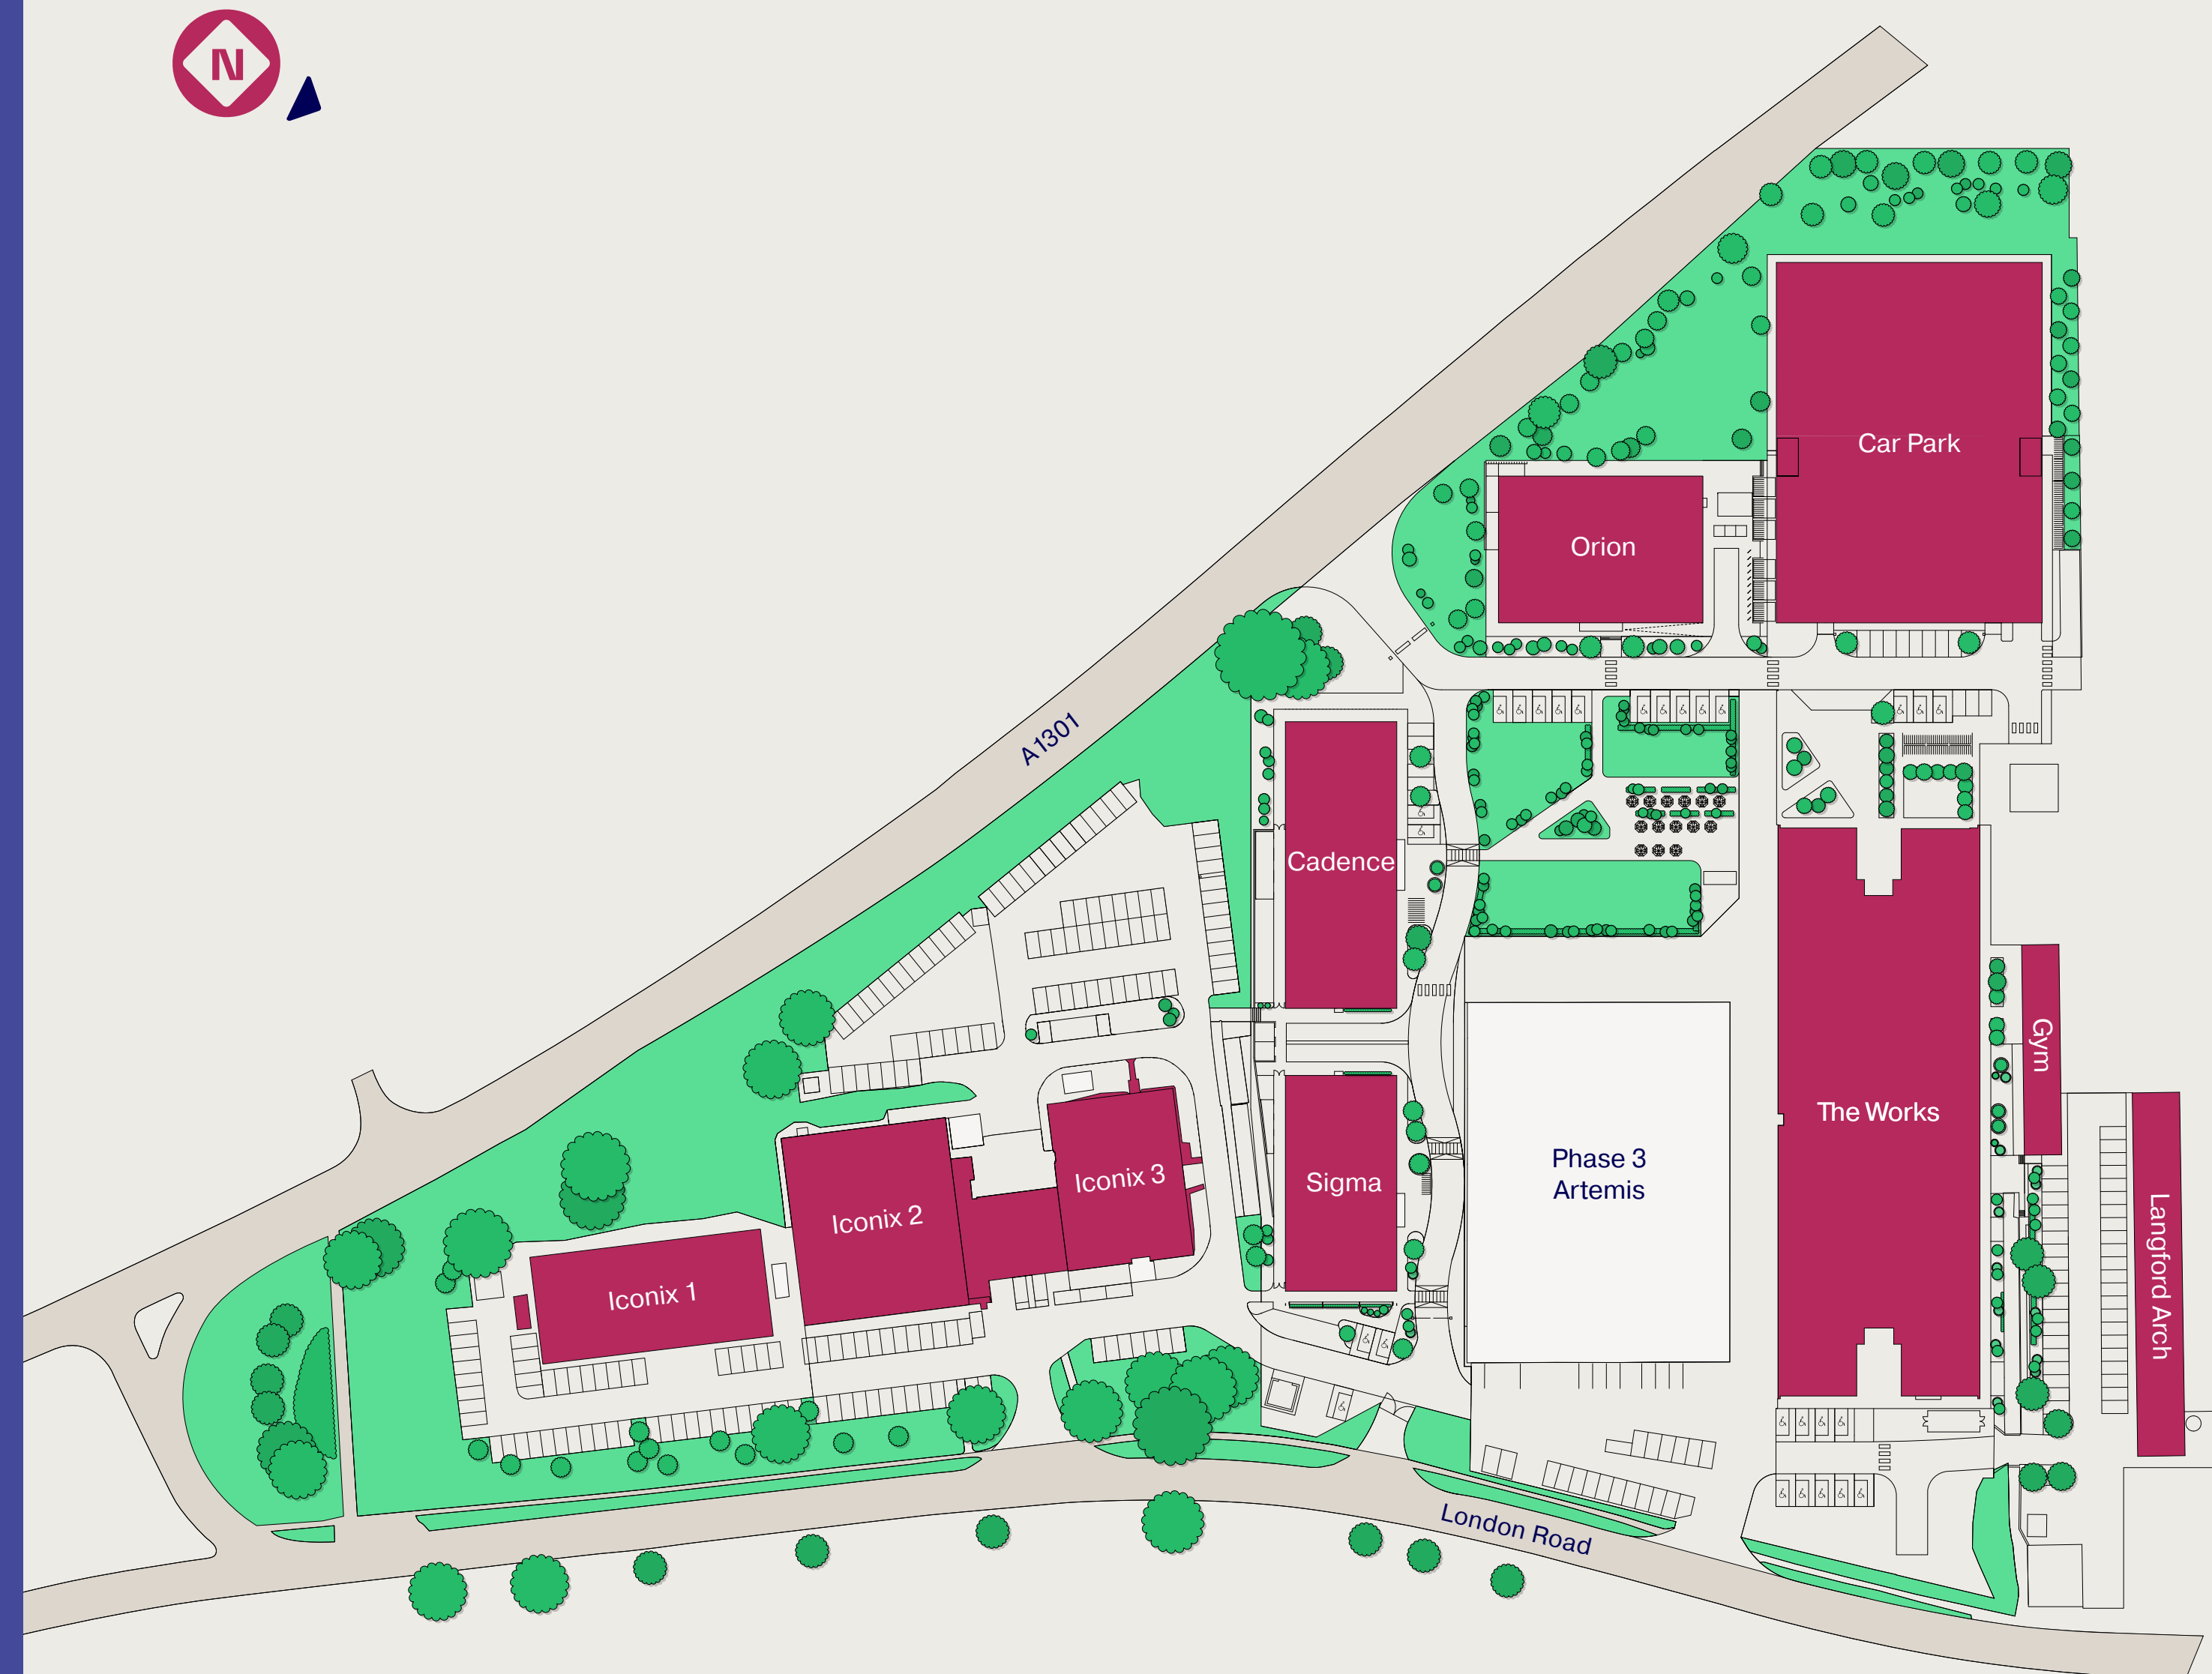 N
Car Park
Orion
A1301
Cadence
Gym
The Works
Phase 3
Artemis
Iconix 3
Sigma
Iconix 2
Langford Arch
Iconix 1
London Road